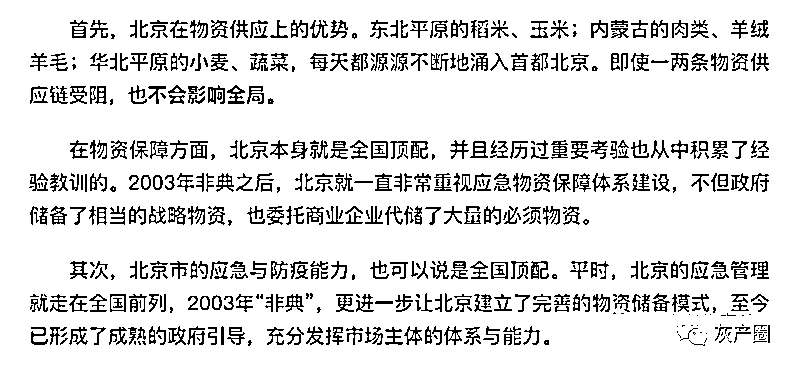 首先，北京在物资供应上的优势。东北平原的稻米、玉米；内蒙古的肉类、羊绒
羊毛；华北平原的小麦、蔬菜，每天都源源不断地涌入首都北京。即使一两条物资供
应链受阻，也不会影响全局。
在物资保障方面，北京本身就是全国顶配，并且经历过重要考验也从中积累了经
验教训的。2003年非典之后，北京就一直非常重视应急物资保障体系建设，不但政府
储备了相当的战略物资，也委托商业企业代储了大量的必须物资。
其次，北京市的应急与防疫能力，也可以说是全国顶配。平时，北京的应急管理
就走在全国前列，2003年“非典”，更进一步让北京建立了完善的物资储备模式，至今
已形成了成熟的政府引导，充分发挥市场主体的体系与能力。
灰产圈